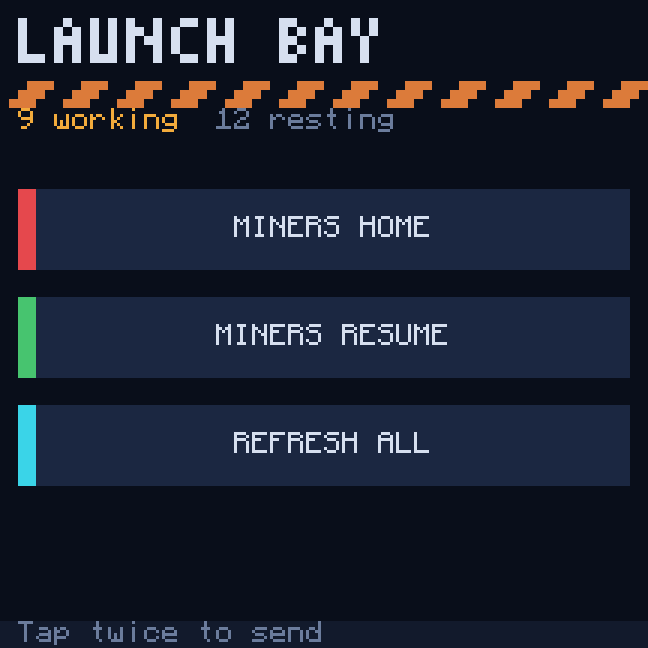 LAUNCH BAY
9 working 12 resting
MINERS HOME
MINERS RESUME
REFRESH ALL
Tap twice to send